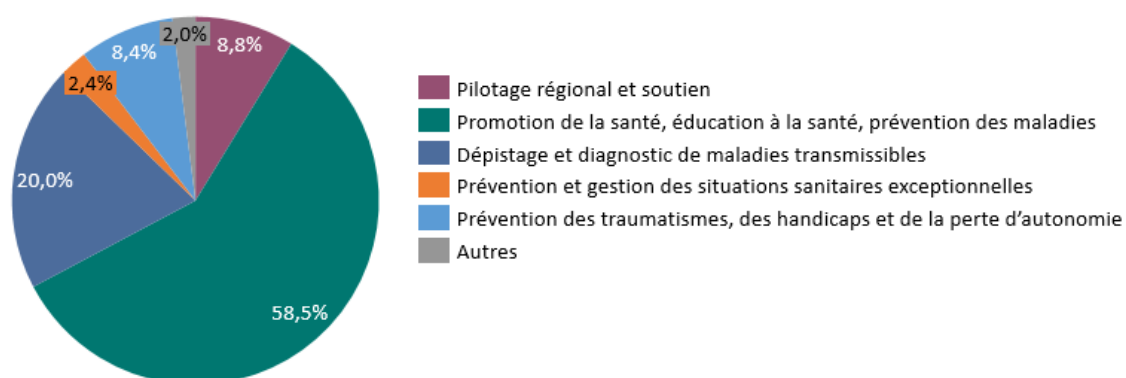 2,0%
8,4%
8,8%
2,4%
20,0%
58,5%
Pilotage régional et soutien
Promotion de la santé, éducation à la santé, prévention des maladies
Dépistage et diagnostic de maladies transmissibles
Prévention et gestion des situations sanitaires exceptionnelles
Prévention des traumatismes, des handicaps et de la perte d’autonomie
Autres